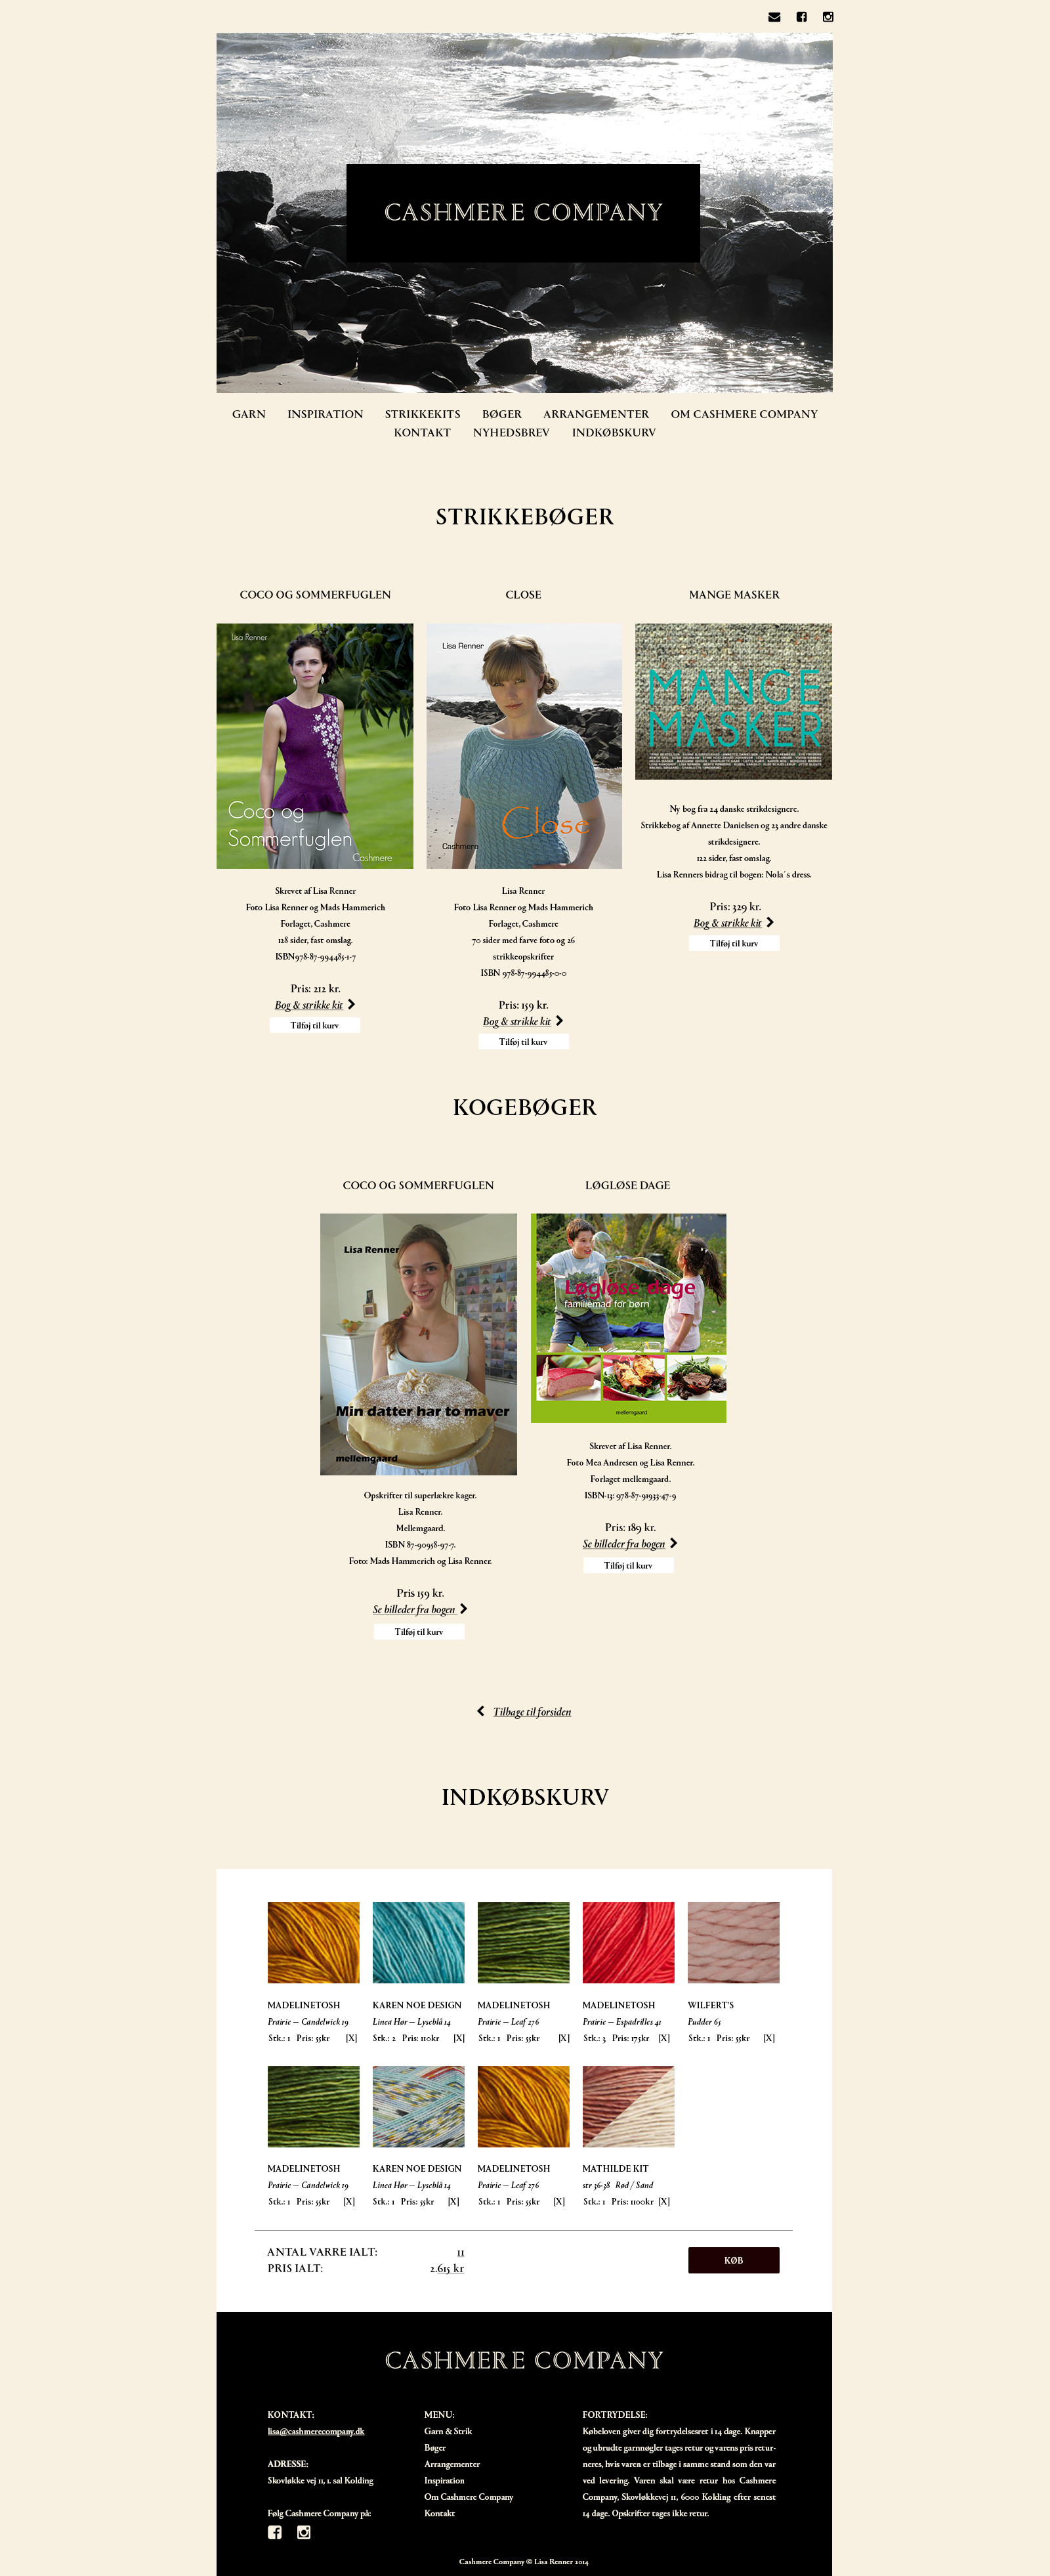 CASHMERE COMPANY
GARN INSPIRATION STRIKKEKITS BØGER ARRANGEMENTER OM CASHMERE COMPANY
KONTAKT NYHEDSBREV INDKØBSKURV
STRIKKEBØGER
COCO OG SOMMERFUGLEN
Lisa Renner
Coco og
Sommerfuglen
Cashmere
Skrevet af Lisa Renner
Foto Lisa Renner og Mads Hammerich
Forlaget, Cashmere
128 sider, fast omslag.
ISBN978-87-994485-1-7
Pris: 212 kr.
Bog & strikke kit
Tilføj til kurv
CLOSE
Lisa Renner
Close
Cashmere
Lisa Renner
Foto Lisa Renner og Mads Hammerich
Forlaget, Cashmere
70 sider med farve foto og 26
strikkeopskrifter
ISBN 978-87-994485-0-0
Pris: 159 kr.
Bog & strikke kit
Tilføj til kurv
MANGE MASKER
MANGE
MASKER
Ny bog fra 24 danske strikdesignere.
Strikkebog af Annette Danielsen og 23 andre danske
strikdesignere.
122 sider, fast omslag.
Lisa Renners bidrag til bogen: Nola´s dress.
Pris: 329 kr.
Bog & strikke kit
Tilføj til kurv
KOGEBØGER
COCO OG SOMMERFUGLEN
Lisa Renner
Min datter har to maver
mellemgaard
Opskrifter til superlækre kager.
Lisa Renner.
Mellemgaard.
ISBN 87-90958-97-7.
Foto: Mads Hammerich og Lisa Renner.
Pris 159 kr.
Se billeder fra bogen
Tilføj til kurv
LØGLØSE DAGE
Løgløse dage
familiemad for børn
mellemgaard
Skrevet af Lisa Renner.
Foto Mea Andresen og Lisa Renner.
Forlaget mellemgaard.
ISBN-13: 978-87-91933-47-9
Pris: 189 kr.
Se billeder fra bogen
Tilføj til kurv
Tilbage til forsiden
INDKØBSKURV
MADELINETOSH
Prairie – Candelwick 19
Stk.: 1 Pris: 55kr [X]
KAREN NOE DESIGN
Linea Hør – Lyseblå 14
Stk.: 2 Pris: 110kr [X]
MADELINETOSH
Prairie – Leaf 276
Stk.: 1 Pris: 55kr [X]
MADELINETOSH
Prairie – Espadrilles 41
Stk.: 3 Pris: 175kr [X]
WILFERT'S
Pudder 65
Stk.: 1 Pris: 55kr [X]
MADELINETOSH
Prairie – Candelwick 19
Stk.: 1 Pris: 55kr [X]
KAREN NOE DESIGN
Linea Hør – Lyseblå 14
Stk.: 1 Pris: 55kr [X]
MADELINETOSH
Prairie – Leaf 276
Stk.: 1 Pris: 55kr [X]
MATHILDE KIT
str 36-38 Rød / Sand
Stk.: 1 Pris: 1100kr [X]
ANTAL VARRE IALT: 11
PRIS IALT: 2.615 kr
KØB
CASHMERE COMPANY
KONTAKT:
lisa@cashmerecompany.dk
ADRESSE:
Skovløkke vej 11, 1. sal Kolding
Følg Cashmere Company på:
MENU:
Garn & Strik
Bøger
Arrangementer
Inspiration
Om Cashmere Company
Kontakt
FORTRYDELSE:
Købeloven giver dig fortrydelsesret i 14 dage. Knapper
og ubrudte garnnøgler tages retur og varens pris retur-
neres, hvis varen er tilbage i samme stand som den var
ved levering. Varen skal være retur hos Cashmere
Company, Skovløkkevej 11, 6000 Kolding efter senest
14 dage. Opskrifter tages ikke retur.
Cashmere Company © Lisa Renner 2014